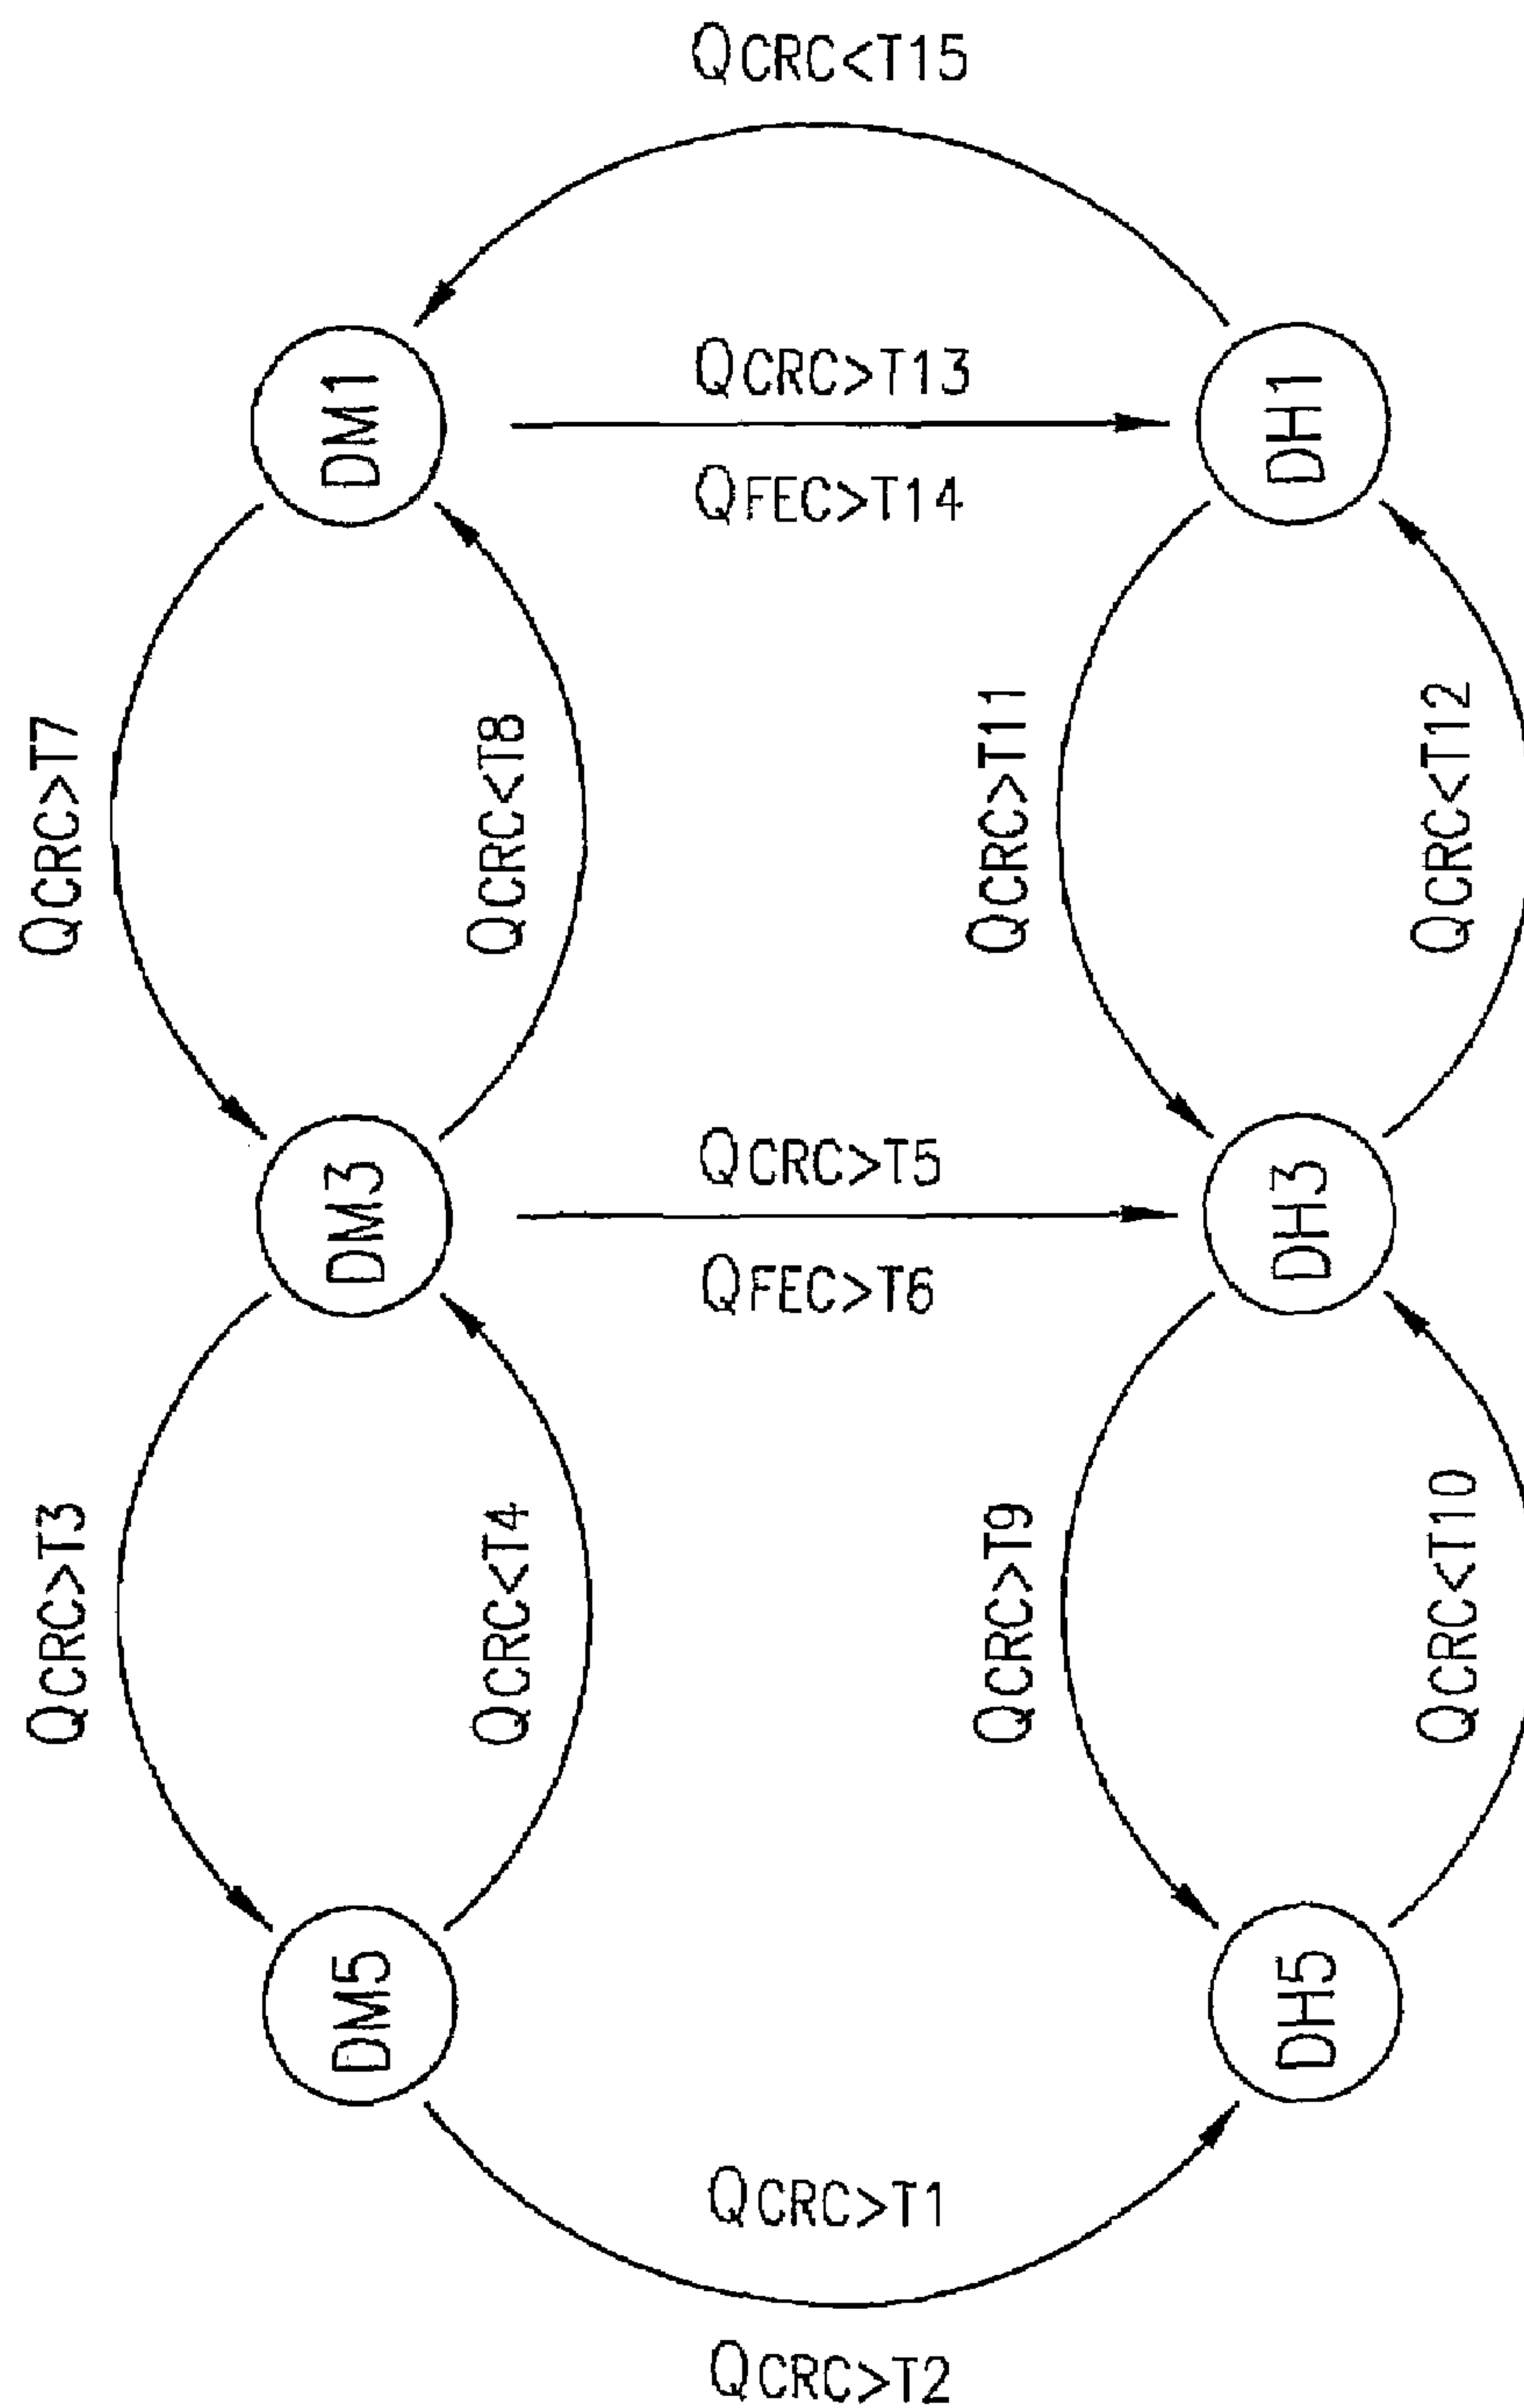 QCRC<T15
DM1
QCRC>T13
QFEC>T14
DH1
QCRC>T7
QCRC<T8
QCRC>T11
QCRC<T12
DM3
QCRC>T5
QFEC>T6
DH3
QCRC>T3
QCRC<T4
QCRC>T9
QCRC<T10
DM5
DH5
QCRC>T1
QCRC>T2